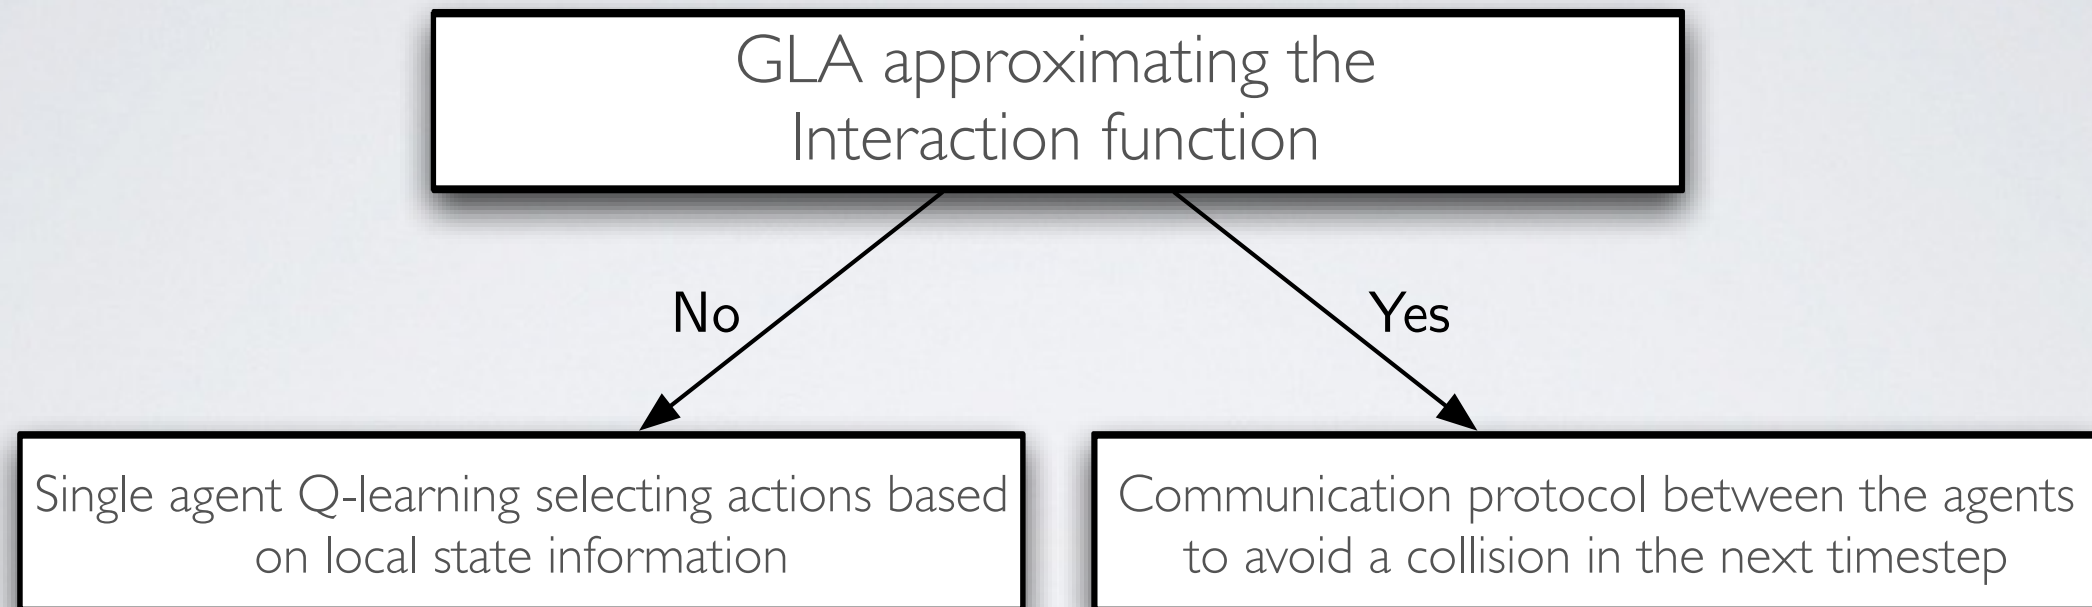 GLA approximating the
Interaction function
No
Yes
Single agent Q-learning selecting actions based
on local state information
Communication protocol between the agents
to avoid a collision in the next timestep